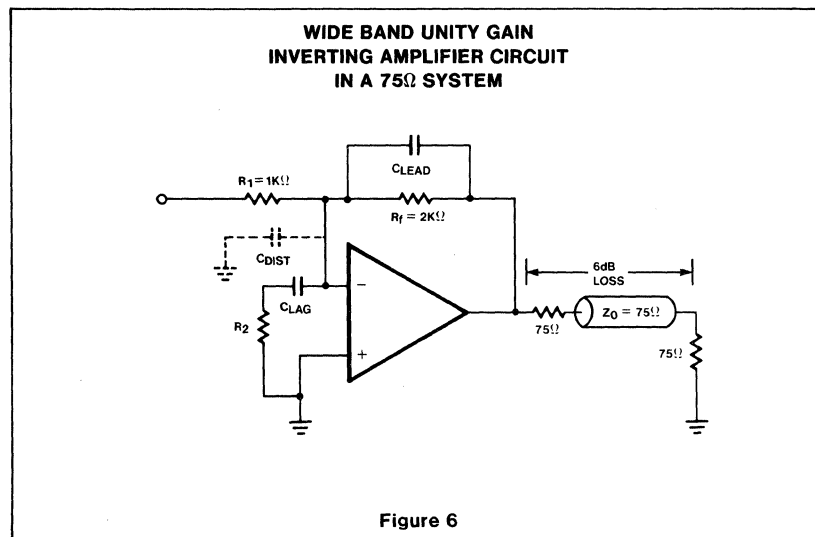 WIDE BAND UNITY GAIN
INVERTING AMPLIFIER CIRCUIT
IN A 75Ω SYSTEM
CLEAD
R1 = 1KΩ
Rf = 2KΩ
CDIST
6dB
LOSS
CLAG
R2
−
+
75Ω
Z0 = 75Ω
75Ω
Figure 6